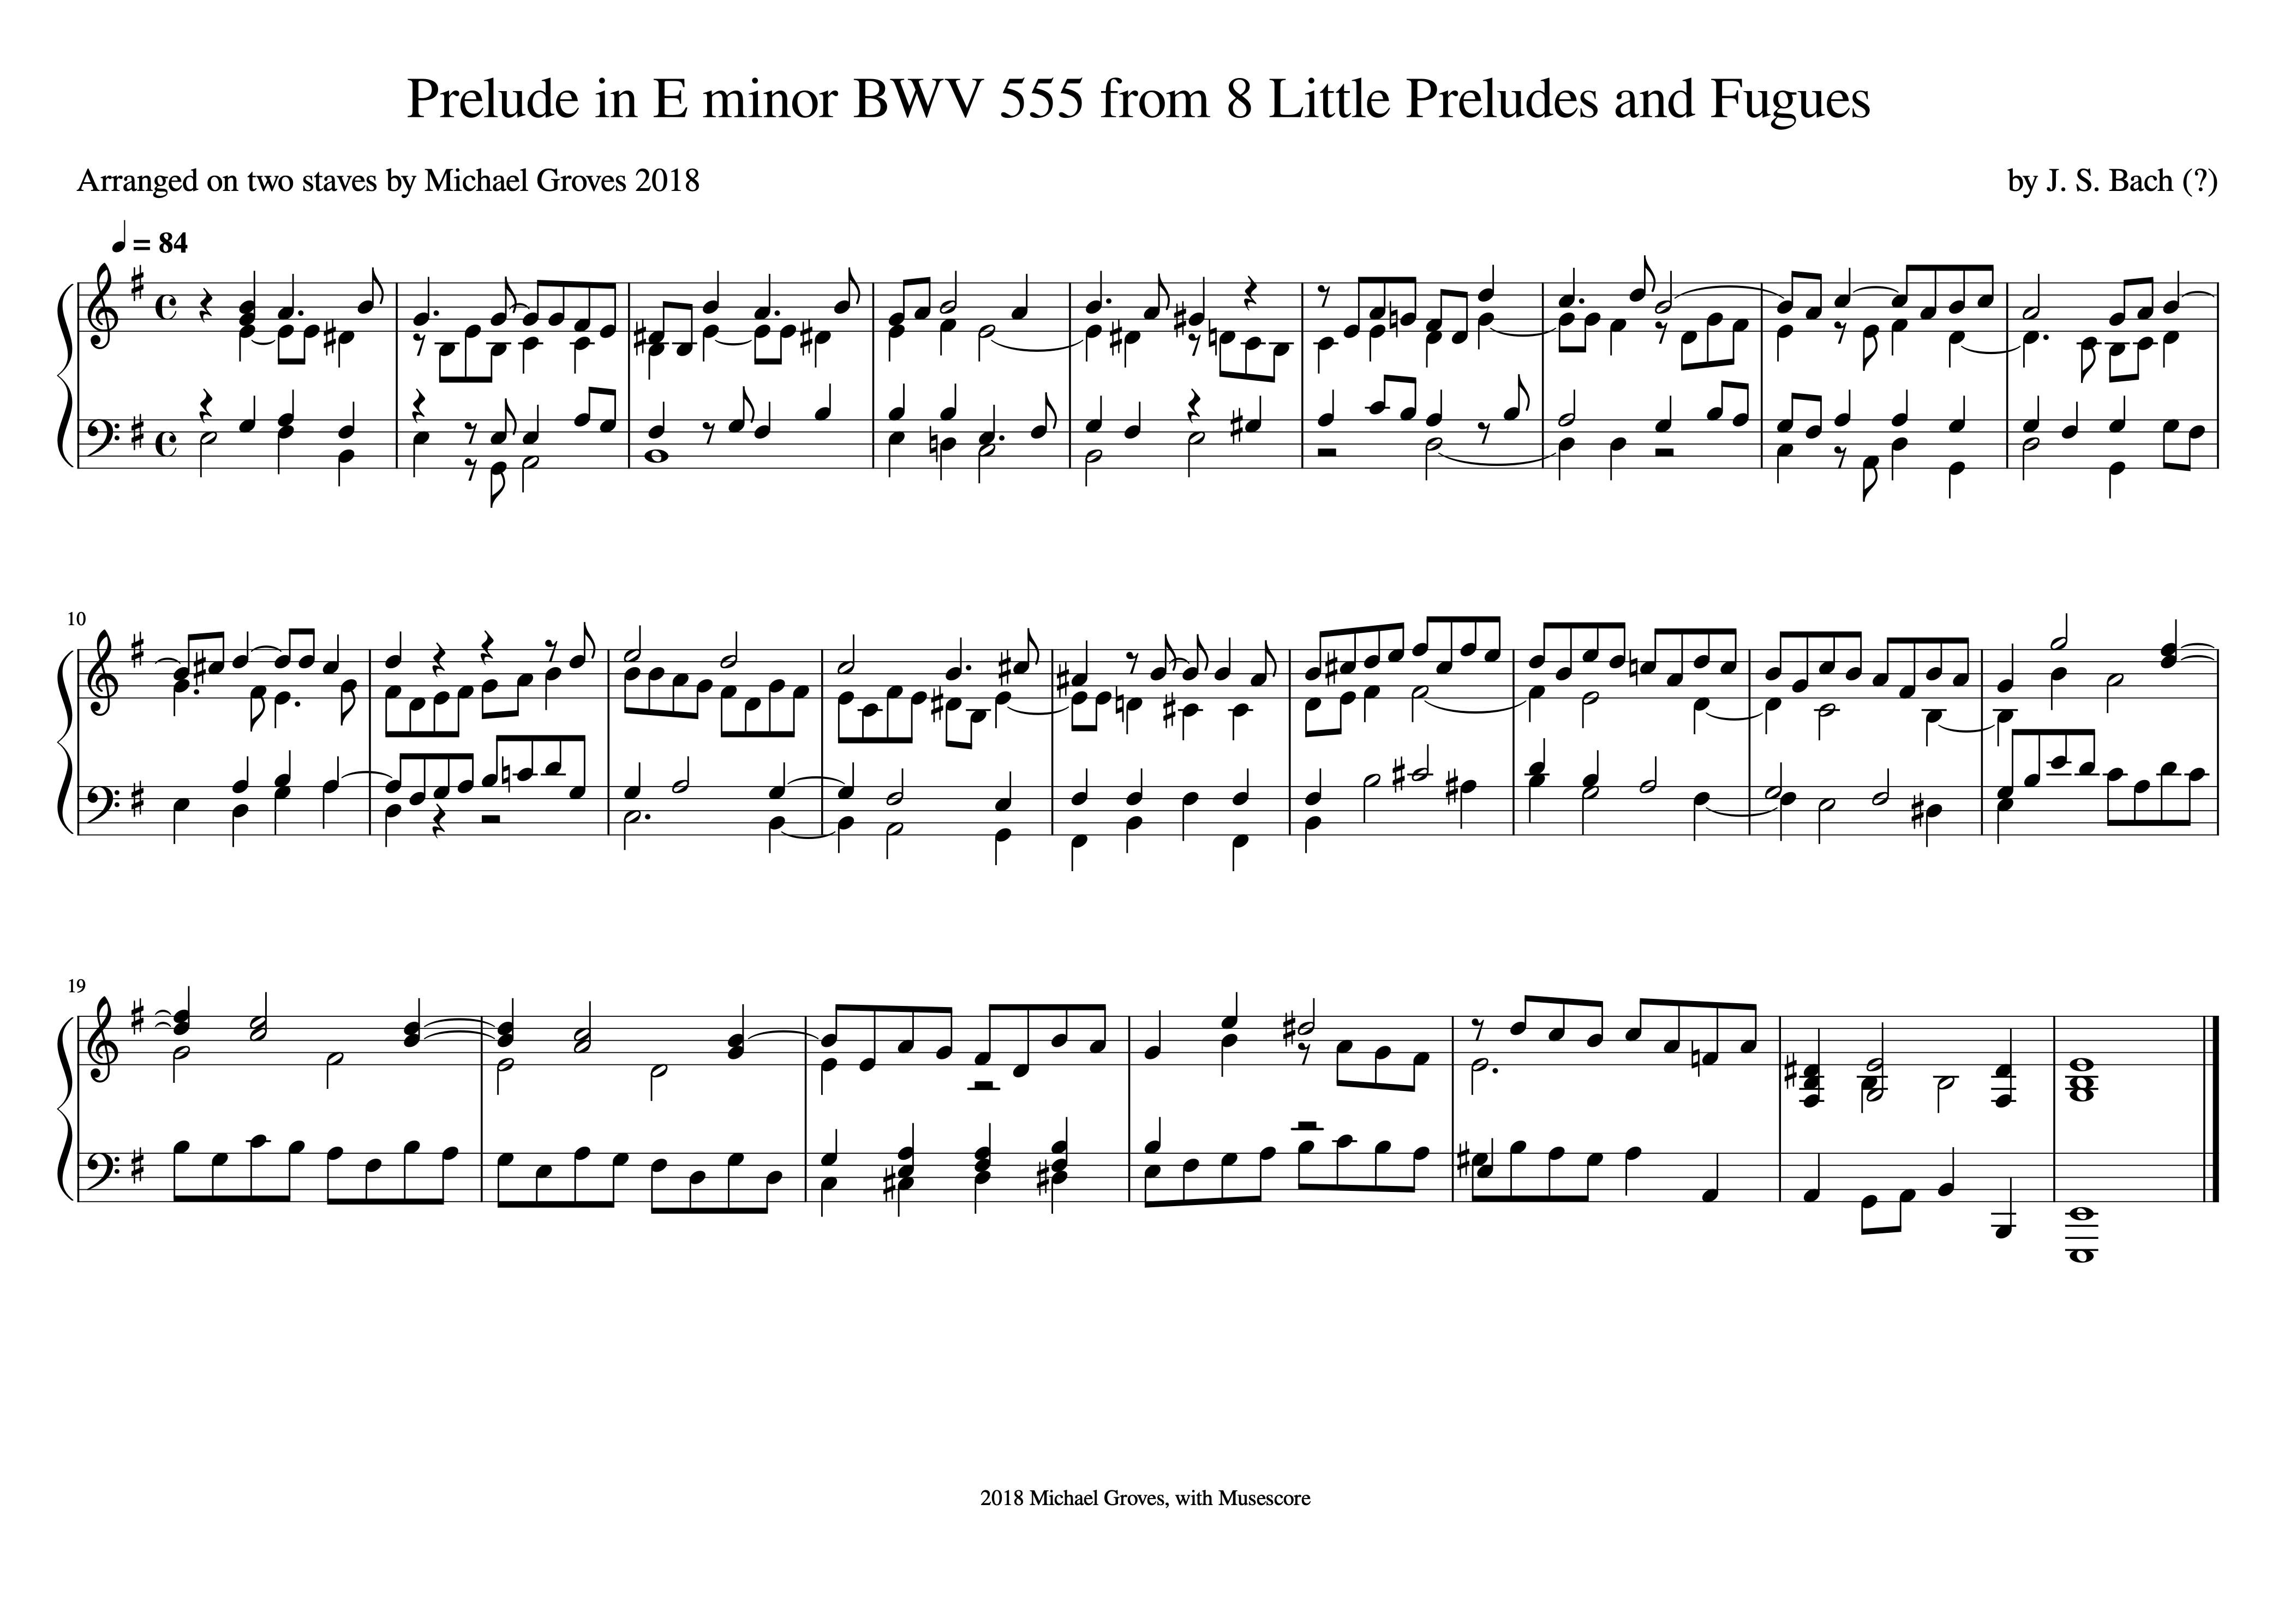 Prelude in E minor BWV 555 from 8 Little Preludes and Fugues
Arranged on two staves by Michael Groves 2018
by J. S. Bach (?)
= 84
10
19
2018 Michael Groves, with Musescore